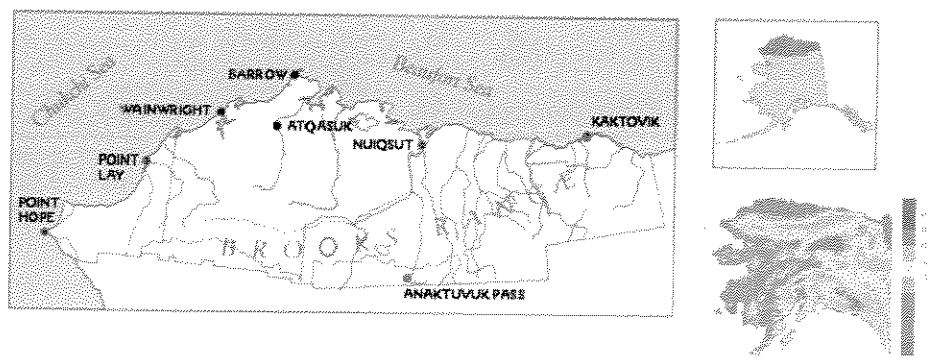 Chukchi Sea
Beaufort Sea
BARROW
WAINWRIGHT
ATQASUK
KAKTOVIK
NUIQSUT
POINT
LAY
POINT
HOPE
BROOKS RANGE
ANAKTUVUK PASS